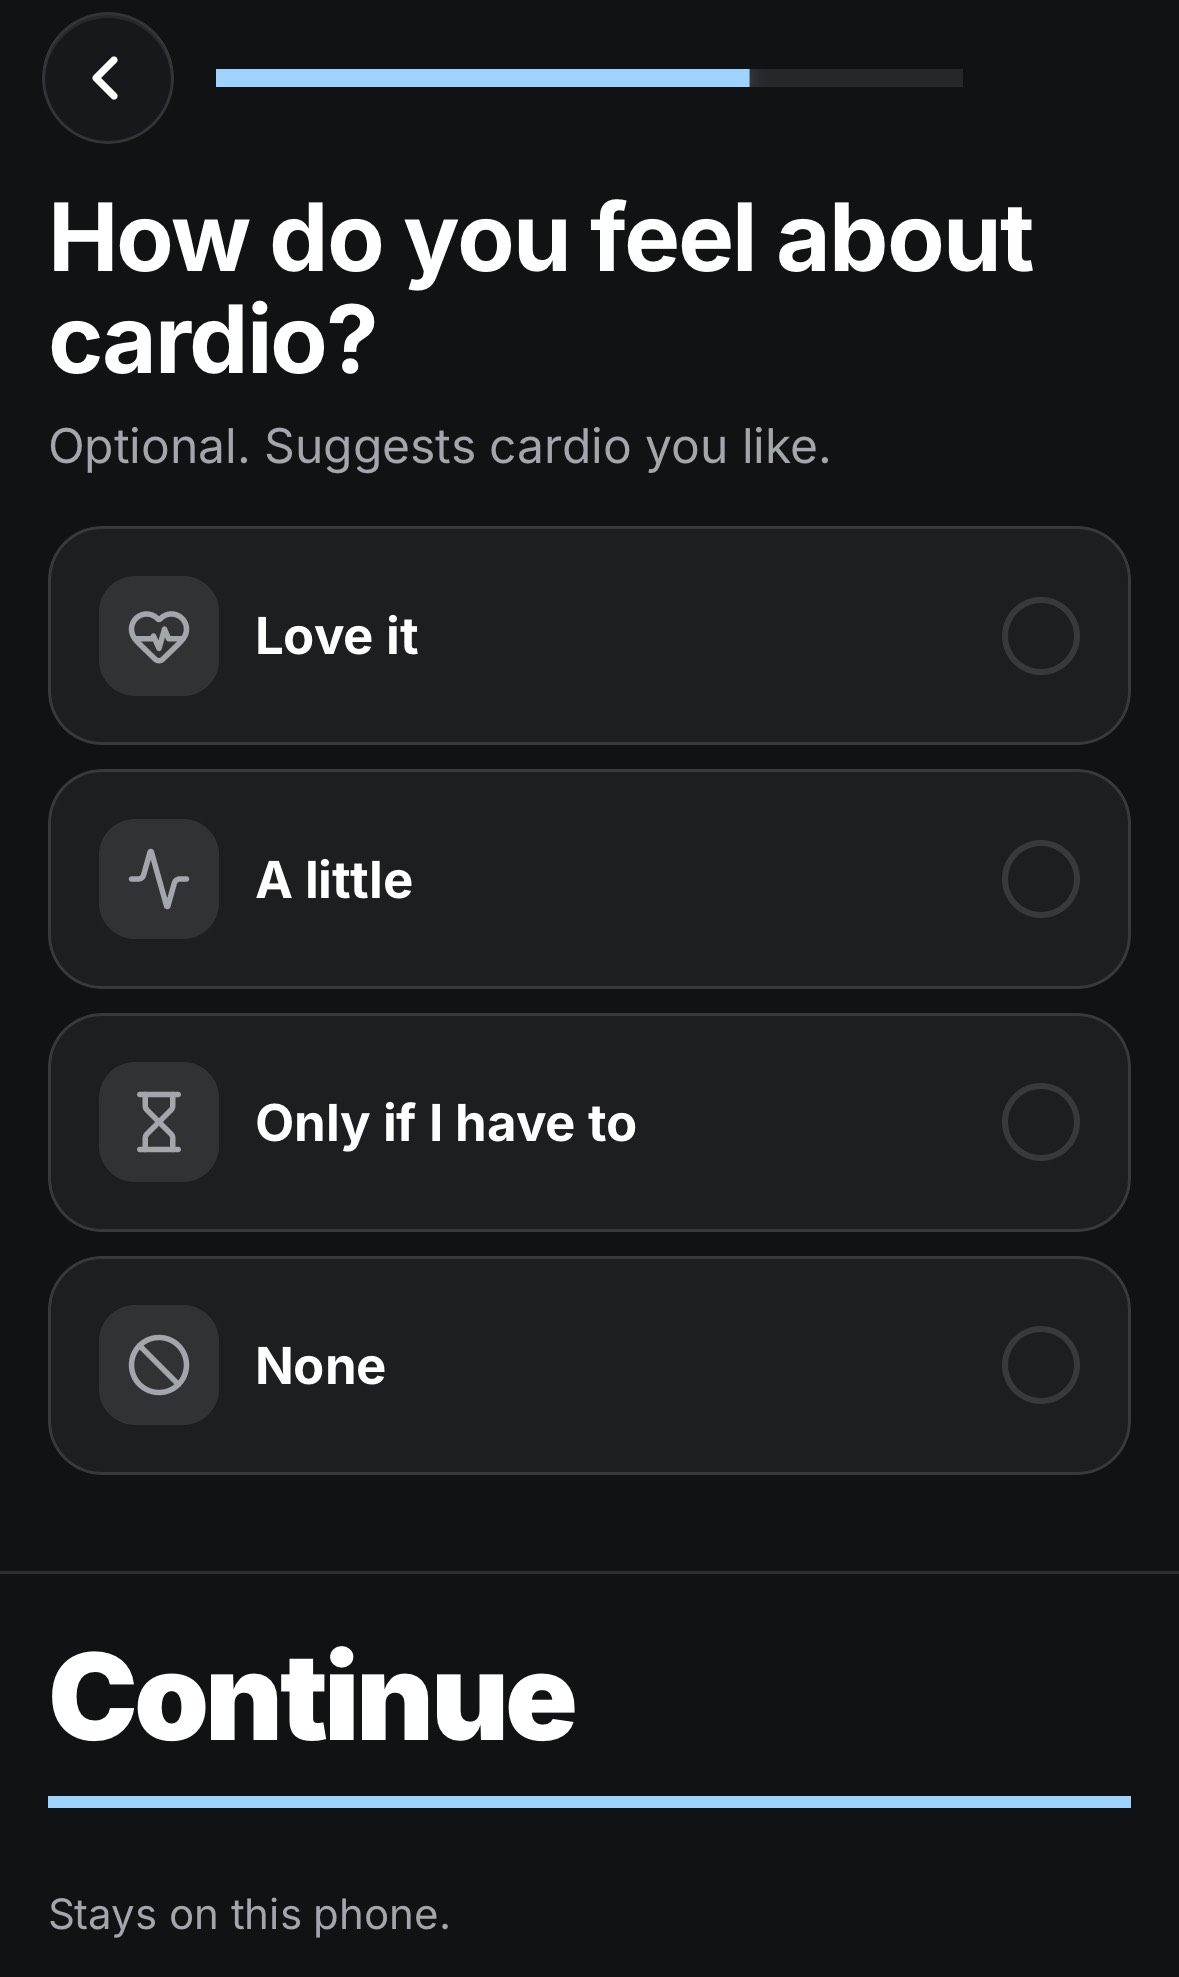 How do you feel about
cardio?
Optional. Suggests cardio you like.
Love it
A little
Only if I have to
None
Continue
Stays on this phone.